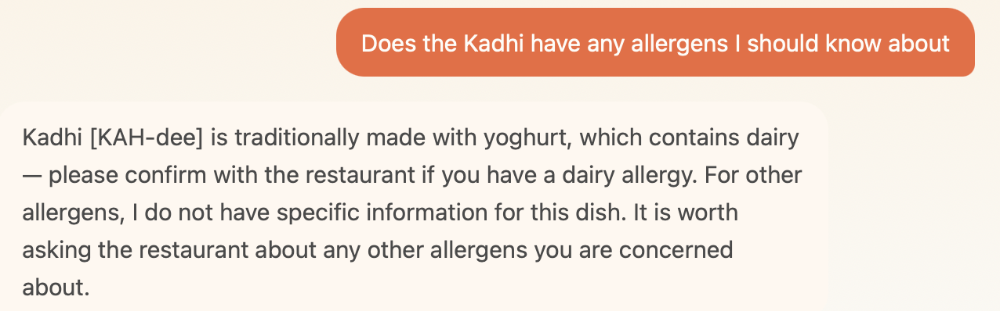 Does the Kadhi have any allergens I should know about
Kadhi [KAH-dee] is traditionally made with yoghurt, which contains dairy
— please confirm with the restaurant if you have a dairy allergy. For other
allergens, I do not have specific information for this dish. It is worth
asking the restaurant about any other allergens you are concerned
about.